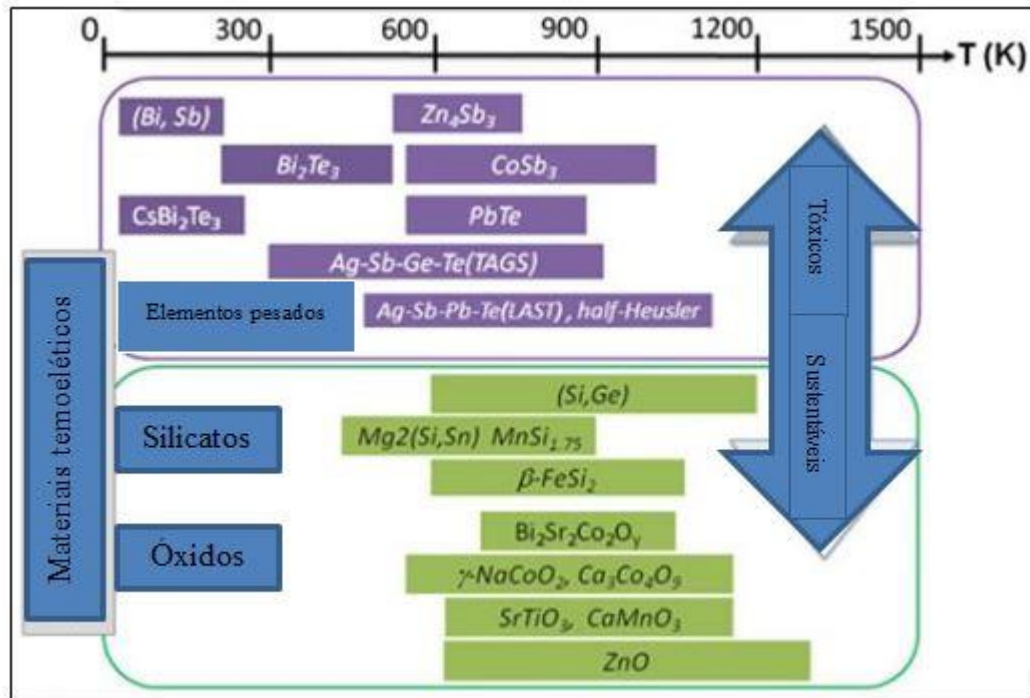 0 300 600 900 1200 1500
T (K)
(Bi, Sb) Zn₄Sb₃
Bi₂Te₃ CoSb₃
CsBi₂Te₃ PbTe
Ag-Sb-Ge-Te(TAGS)
Elementos pesados Ag-Sb-Pb-Te(LAST) , half-Heusler
Tóxicos
Materiais temoeléticos
Sustentáveis
(Si,Ge)
Silicatos Mg2(Si,Sn) MnSi₁.₇₅
β-FeSi₂
Óxidos Bi₂Sr₂Co₂Oᵧ
γ-NaCoO₂, Ca₃Co₄O₉
SrTiO₃, CaMnO₃
ZnO